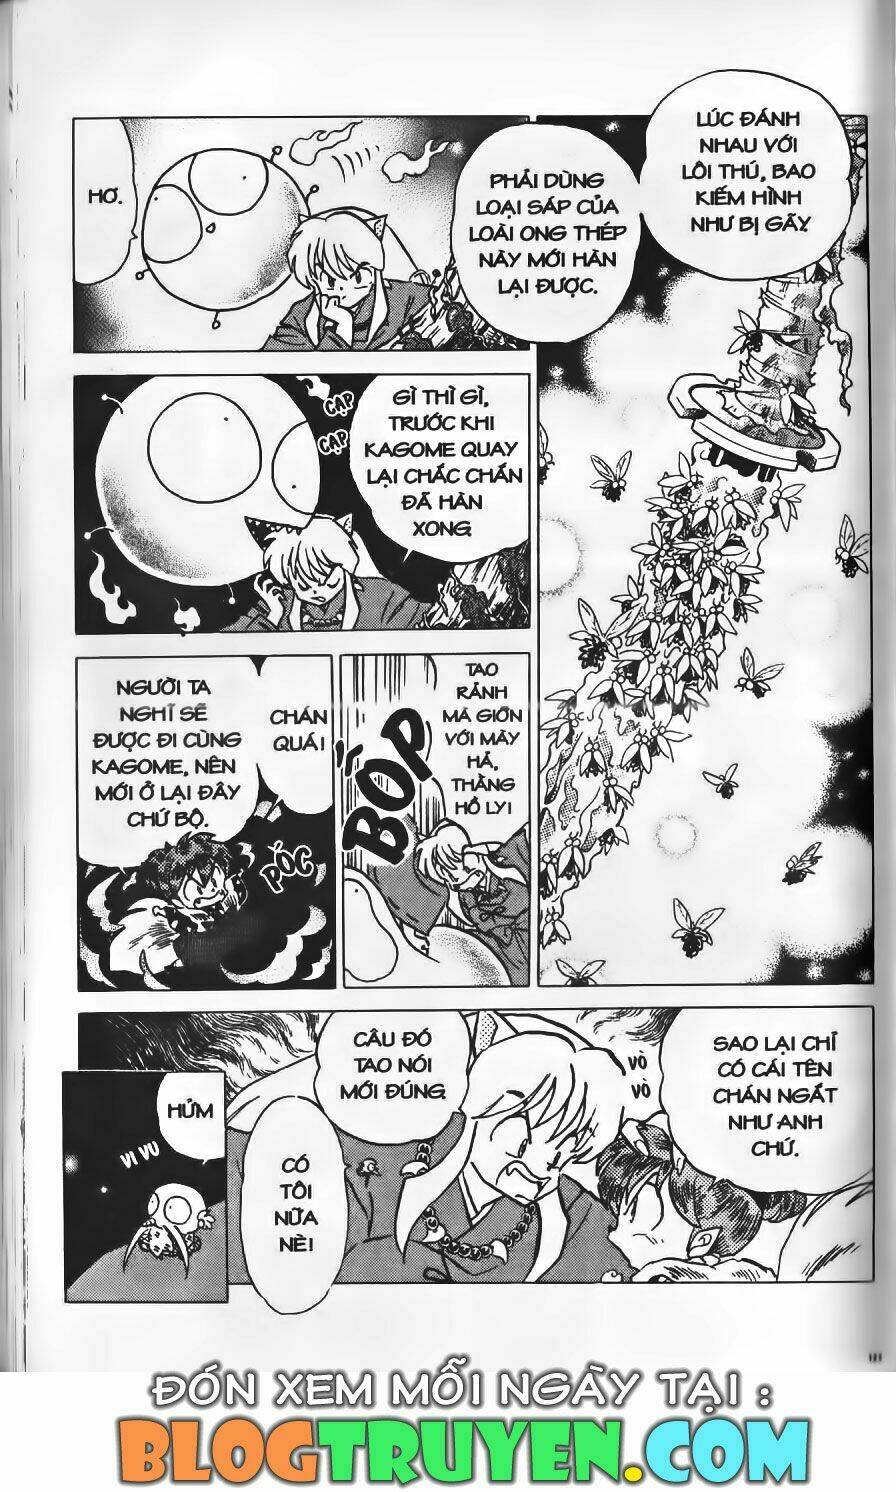 LÚC ĐÁNH
NHAU VỚI
LÔI THÚ, BAO
KIẾM HÌNH
NHƯ BỊ GÃY.
PHẢI DÙNG
LOẠI SÁP CỦA
LOÀI ONG THÉP
NÀY MỚI HÀN
LẠI ĐƯỢC.
HƠ.
GÌ THÌ GÌ,
TRƯỚC KHI
KAGOME QUAY
LẠI CHẮC CHẮN
ĐÃ HÀN
XONG.
CẠP
CẠP
TAO
RẢNH
MÀ GIỠN
VỚI MÀY
HẢ,
THẰNG
HỒ LY!
BỐP
CHÁN
QUÁ!
NGƯỜI TA
NGHĨ SẼ
ĐƯỢC ĐI CÙNG
KAGOME, NÊN
MỚI Ở LẠI ĐÂY
CHỨ BỘ.
PÓC
SAO LẠI CHỈ
CÓ CÁI TÊN
CHÁN NGẮT
NHƯ ANH
CHỨ.
VÒ
VÒ
CÂU ĐÓ
TAO NÓI
MỚI ĐÚNG.
CÓ
TÔI
NỮA
NÈ!
HỬM
VI VU
181
ĐÓN XEM MỖI NGÀY TẠI :
BLOGTRUYEN.COM